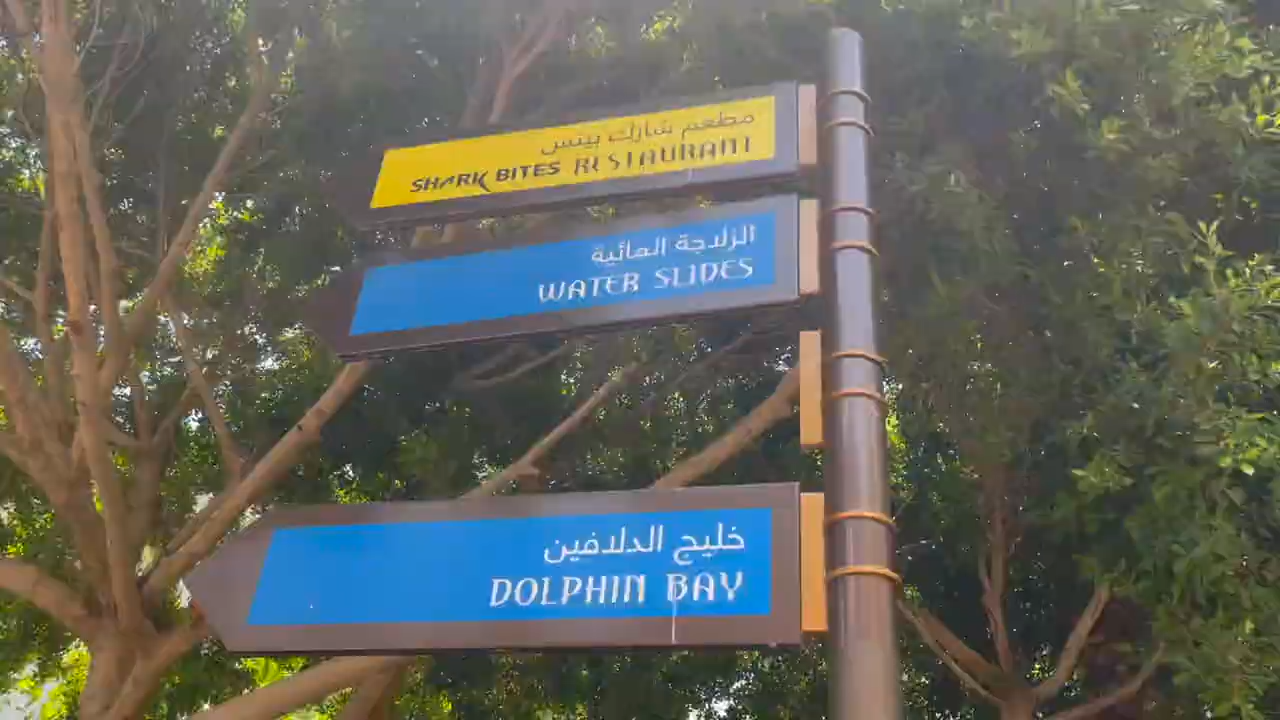 مطعم شارك بيتس
SHARK BITES RESTAURANT
الزلاجة المائية
WATER SLIDES
خليج الدلافين
DOLPHIN BAY